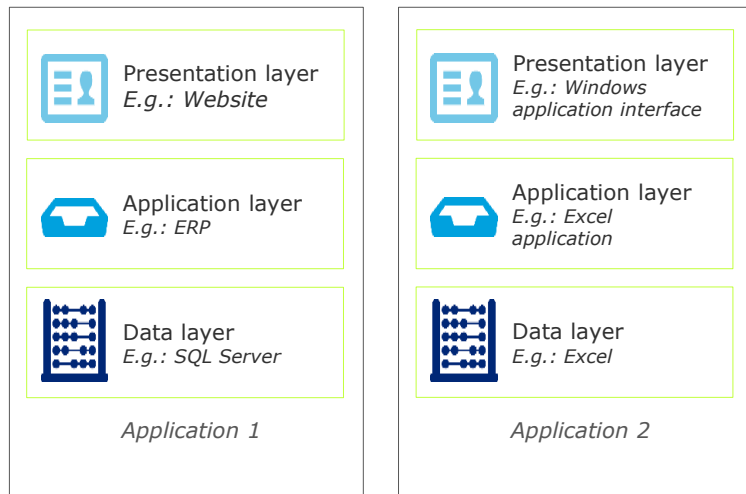 Presentation layer
E.g.: Website
Application layer
E.g.: ERP
Data layer
E.g.: SQL Server
Application 1
Presentation layer
E.g.: Windows
application interface
Application layer
E.g.: Excel
application
Data layer
E.g.: Excel
Application 2